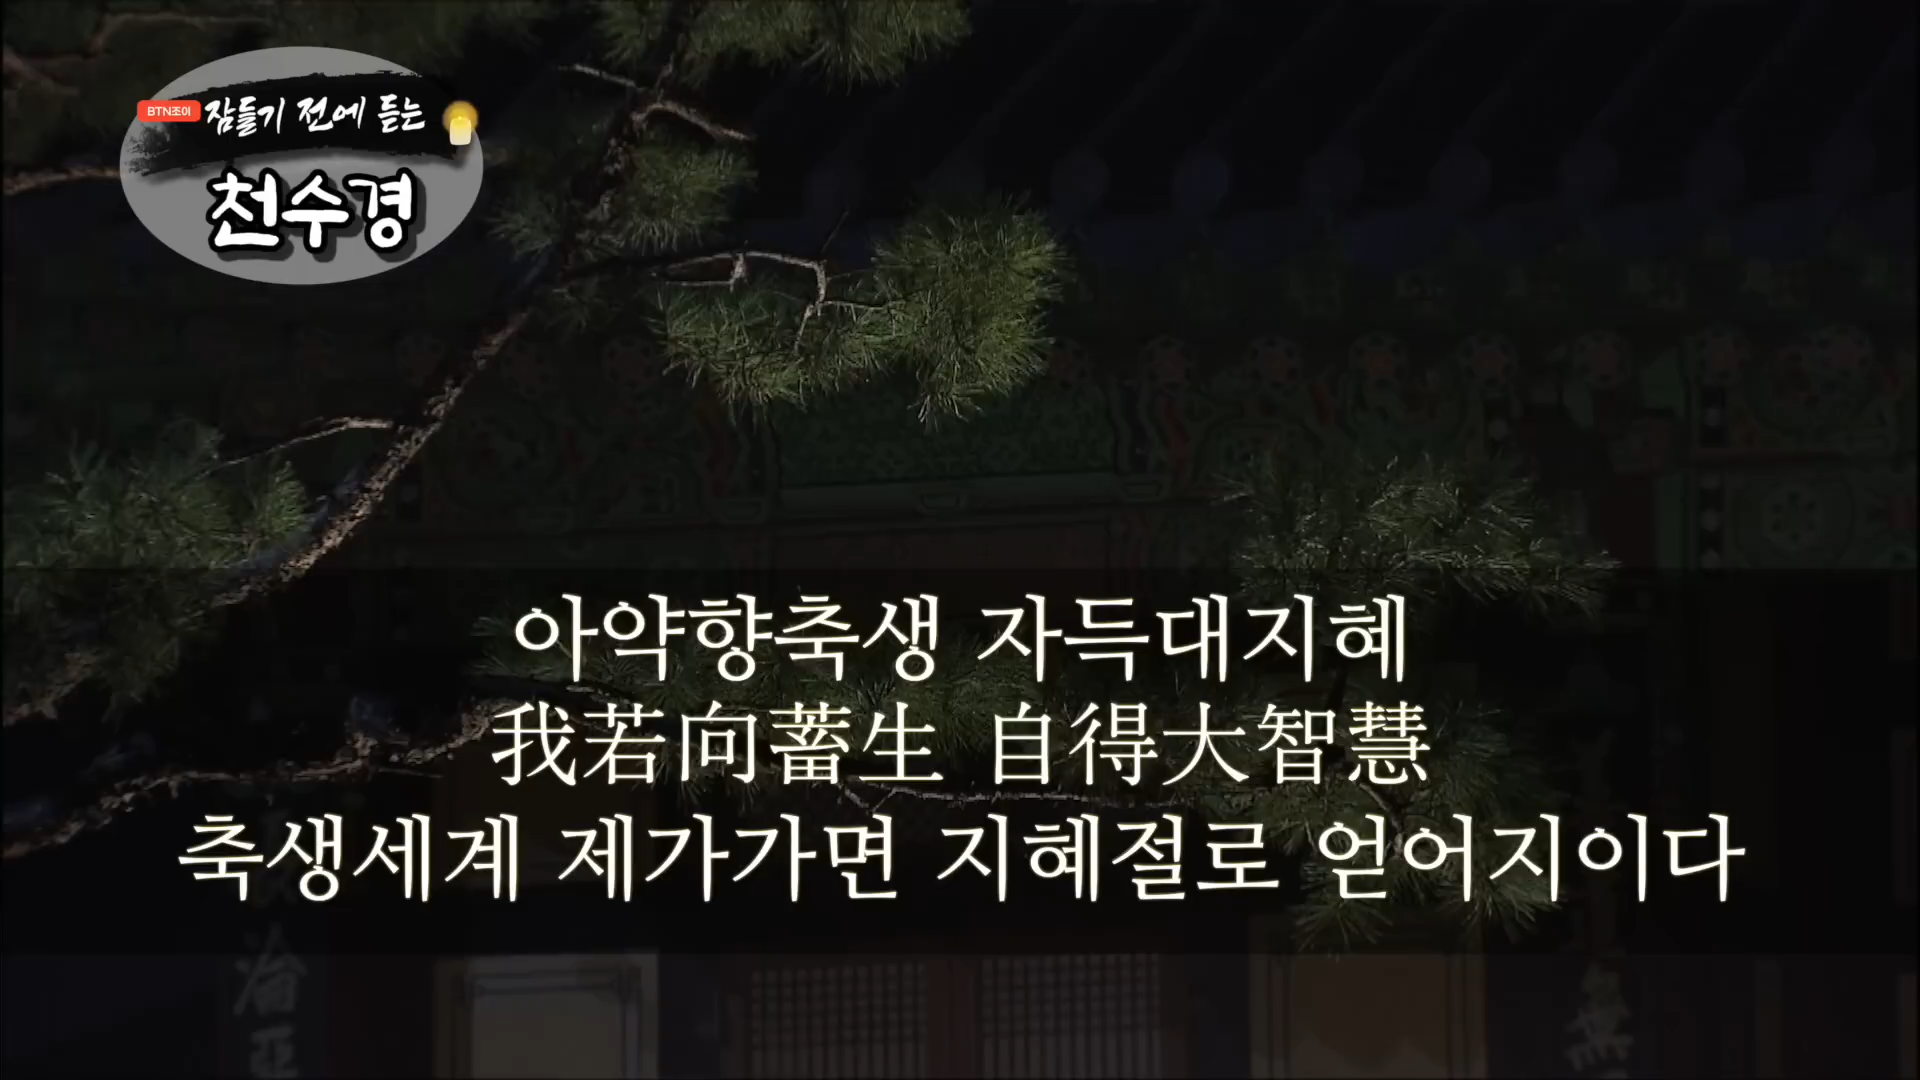 BTN조이 잠들기 전에 듣는
천수경
아약향축생 자득대지혜
我若向蓄生 自得大智慧
축생세계 제가가면 지혜절로 얻어지이다
無